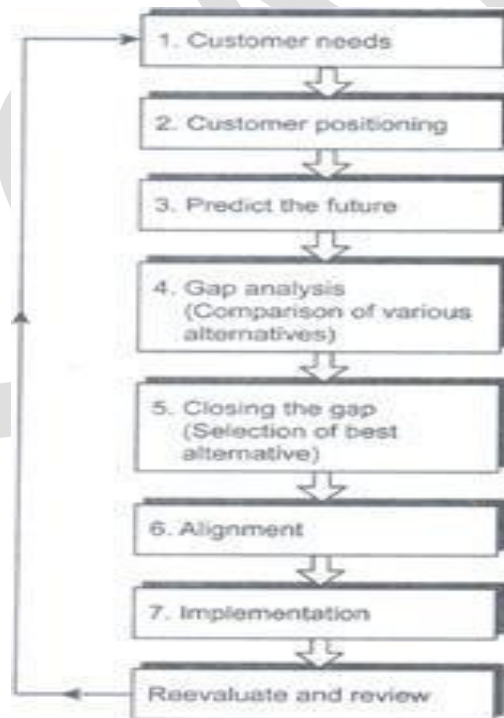 1. Customer needs
2. Customer positioning
3. Predict the future
4. Gap analysis
(Comparison of various
alternatives)
5. Closing the gap
(Selection of best
alternative)
6. Alignment
7. Implementation
Reevaluate and review